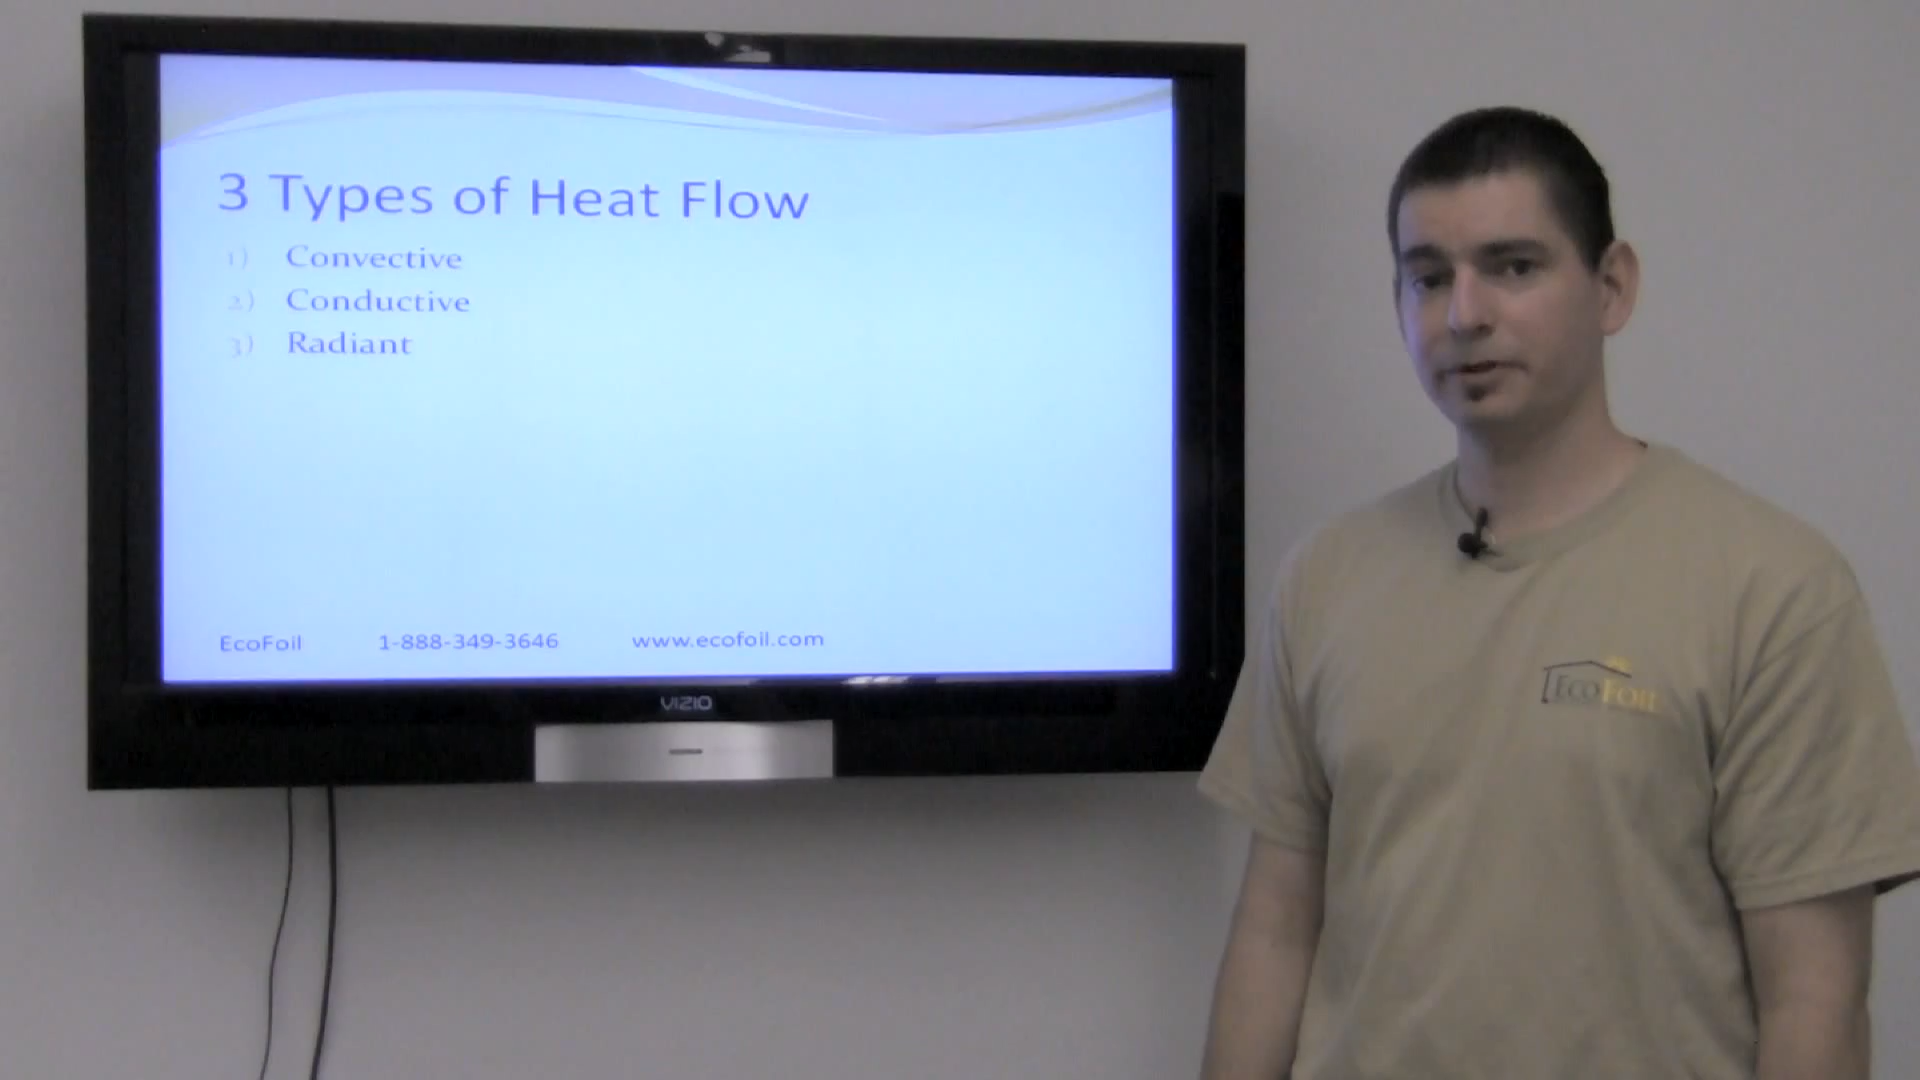 3 Types of Heat Flow
1) Convective
2) Conductive
3) Radiant
EcoFoil 1-888-349-3646 www.ecofoil.com
VIZIO
ECOFOIL